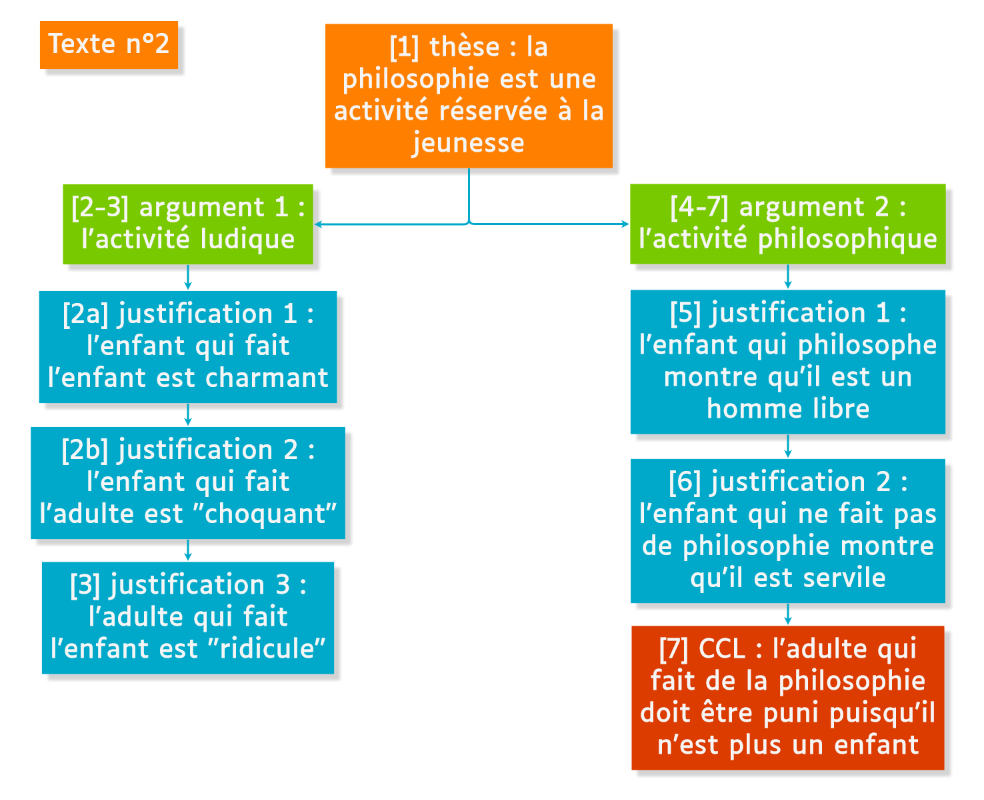 Texte n°2
[1] thèse : la
philosophie est une
activité réservée à la
jeunesse
[2-3] argument 1 :
l'activité ludique
[2a] justification 1 :
l'enfant qui fait
l'enfant est charmant
[2b] justification 2 :
l'enfant qui fait
l'adulte est "choquant"
[3] justification 3 :
l'adulte qui fait
l'enfant est "ridicule"
[4-7] argument 2 :
l'activité philosophique
[5] justification 1 :
l'enfant qui philosophe
montre qu'il est un
homme libre
[6] justification 2 :
l'enfant qui ne fait pas
de philosophie montre
qu'il est servile
[7] CCL : l'adulte qui
fait de la philosophie
doit être puni puisqu'il
n'est plus un enfant